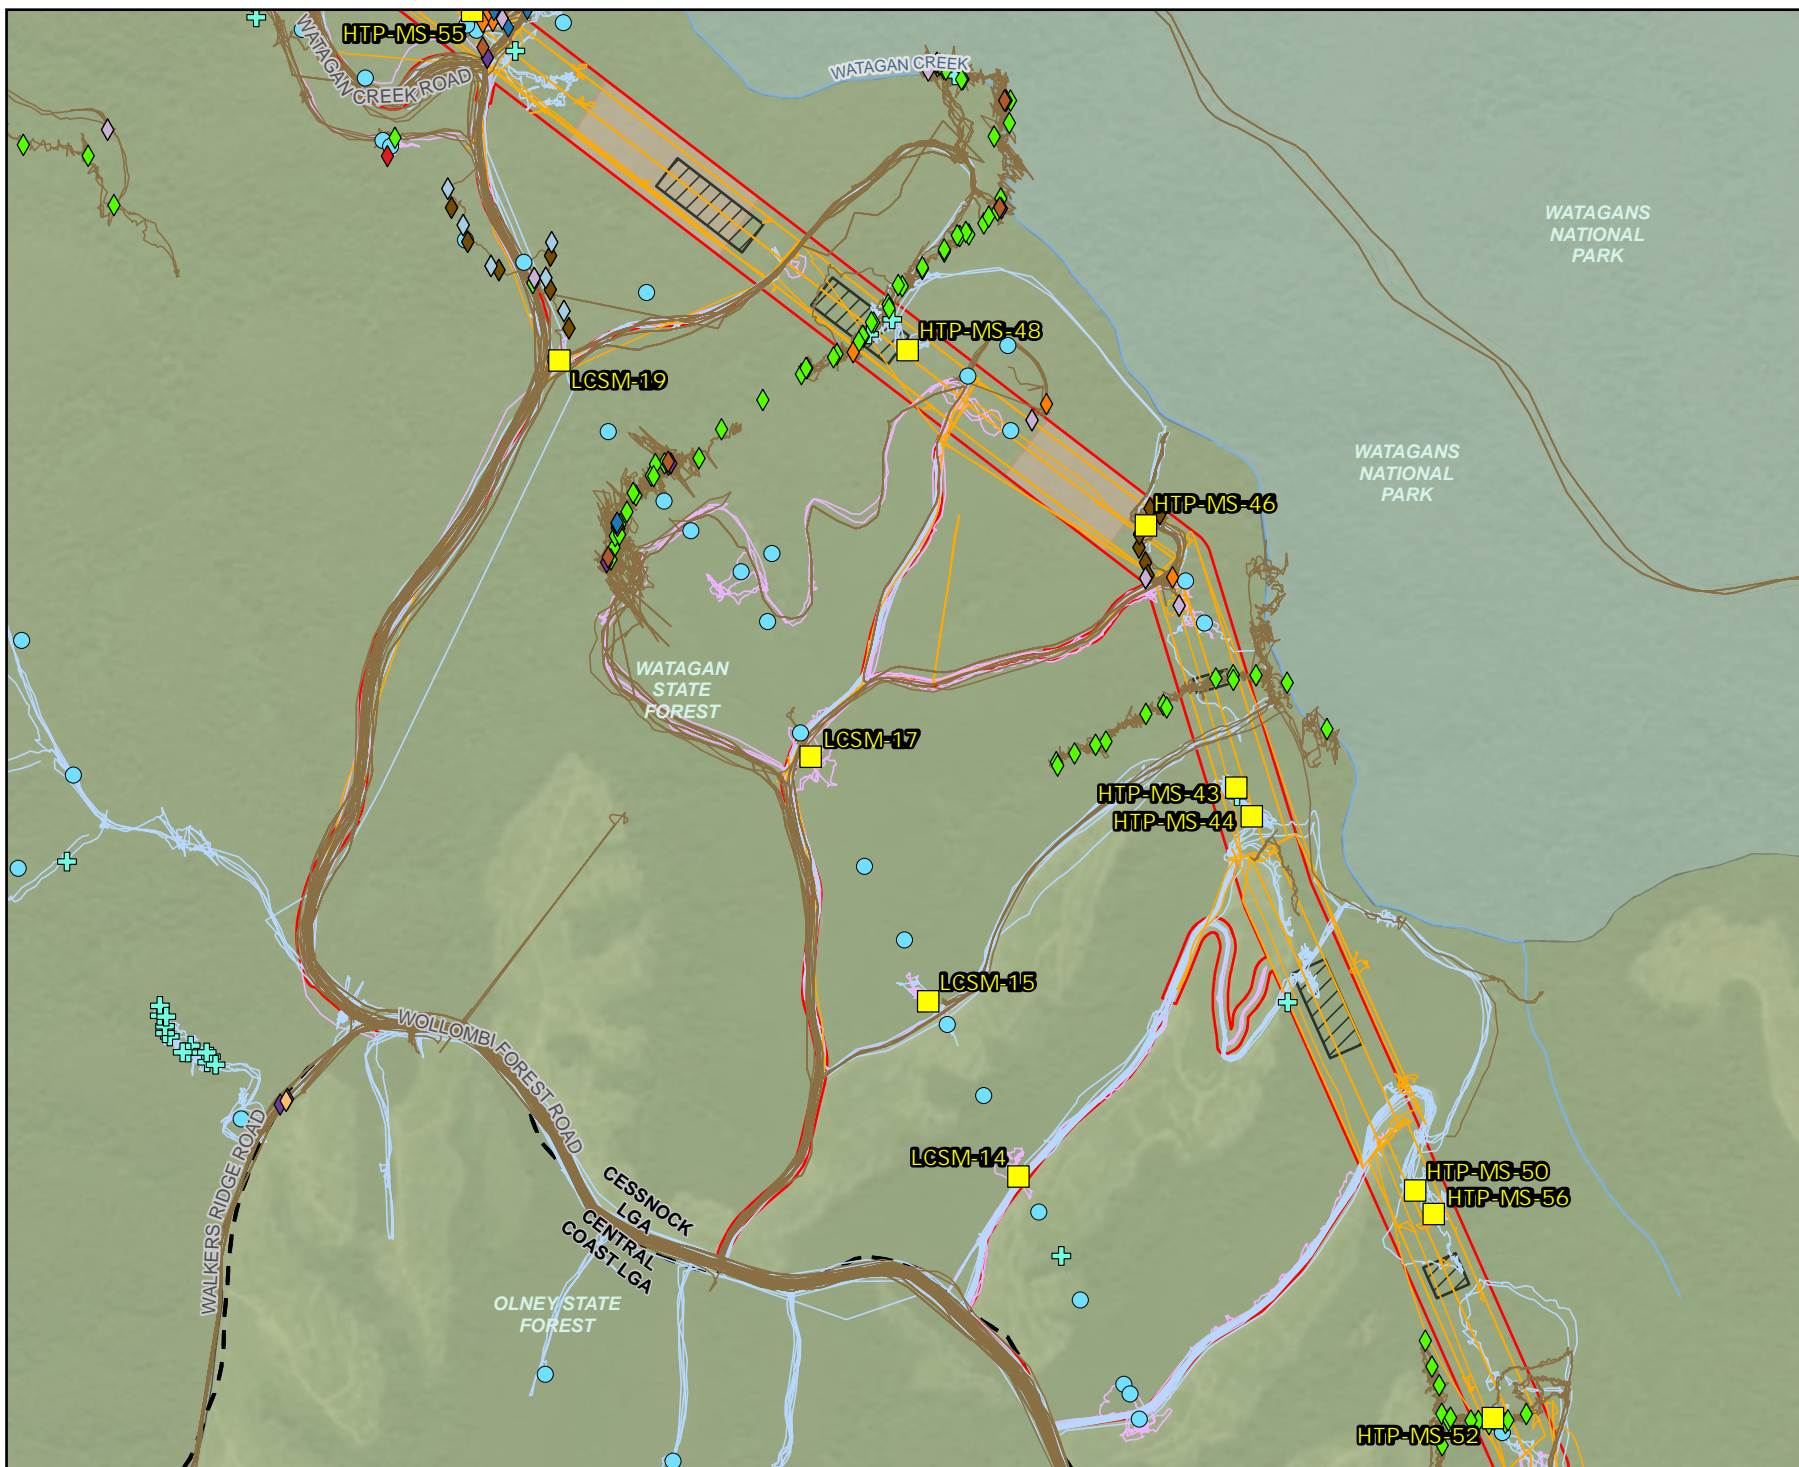 HTP-MS-55
WATAGAN CREEK ROAD
WATAGAN CREEK
WATAGANS
NATIONAL
PARK
HTP-MS-48
LCSM-19
WATAGANS
NATIONAL
PARK
HTP-MS-46
WATAGAN
STATE
FOREST
LCSM-17
HTP-MS-43
HTP-MS-44
LCSM-15
WOLLOMBI FOREST ROAD
WALKERS RIDGE ROAD
LCSM-14
HTP-MS-50
HTP-MS-56
CESSNOCK
LGA
CENTRAL
COAST LGA
OLNEY STATE
FOREST
HTP-MS-52